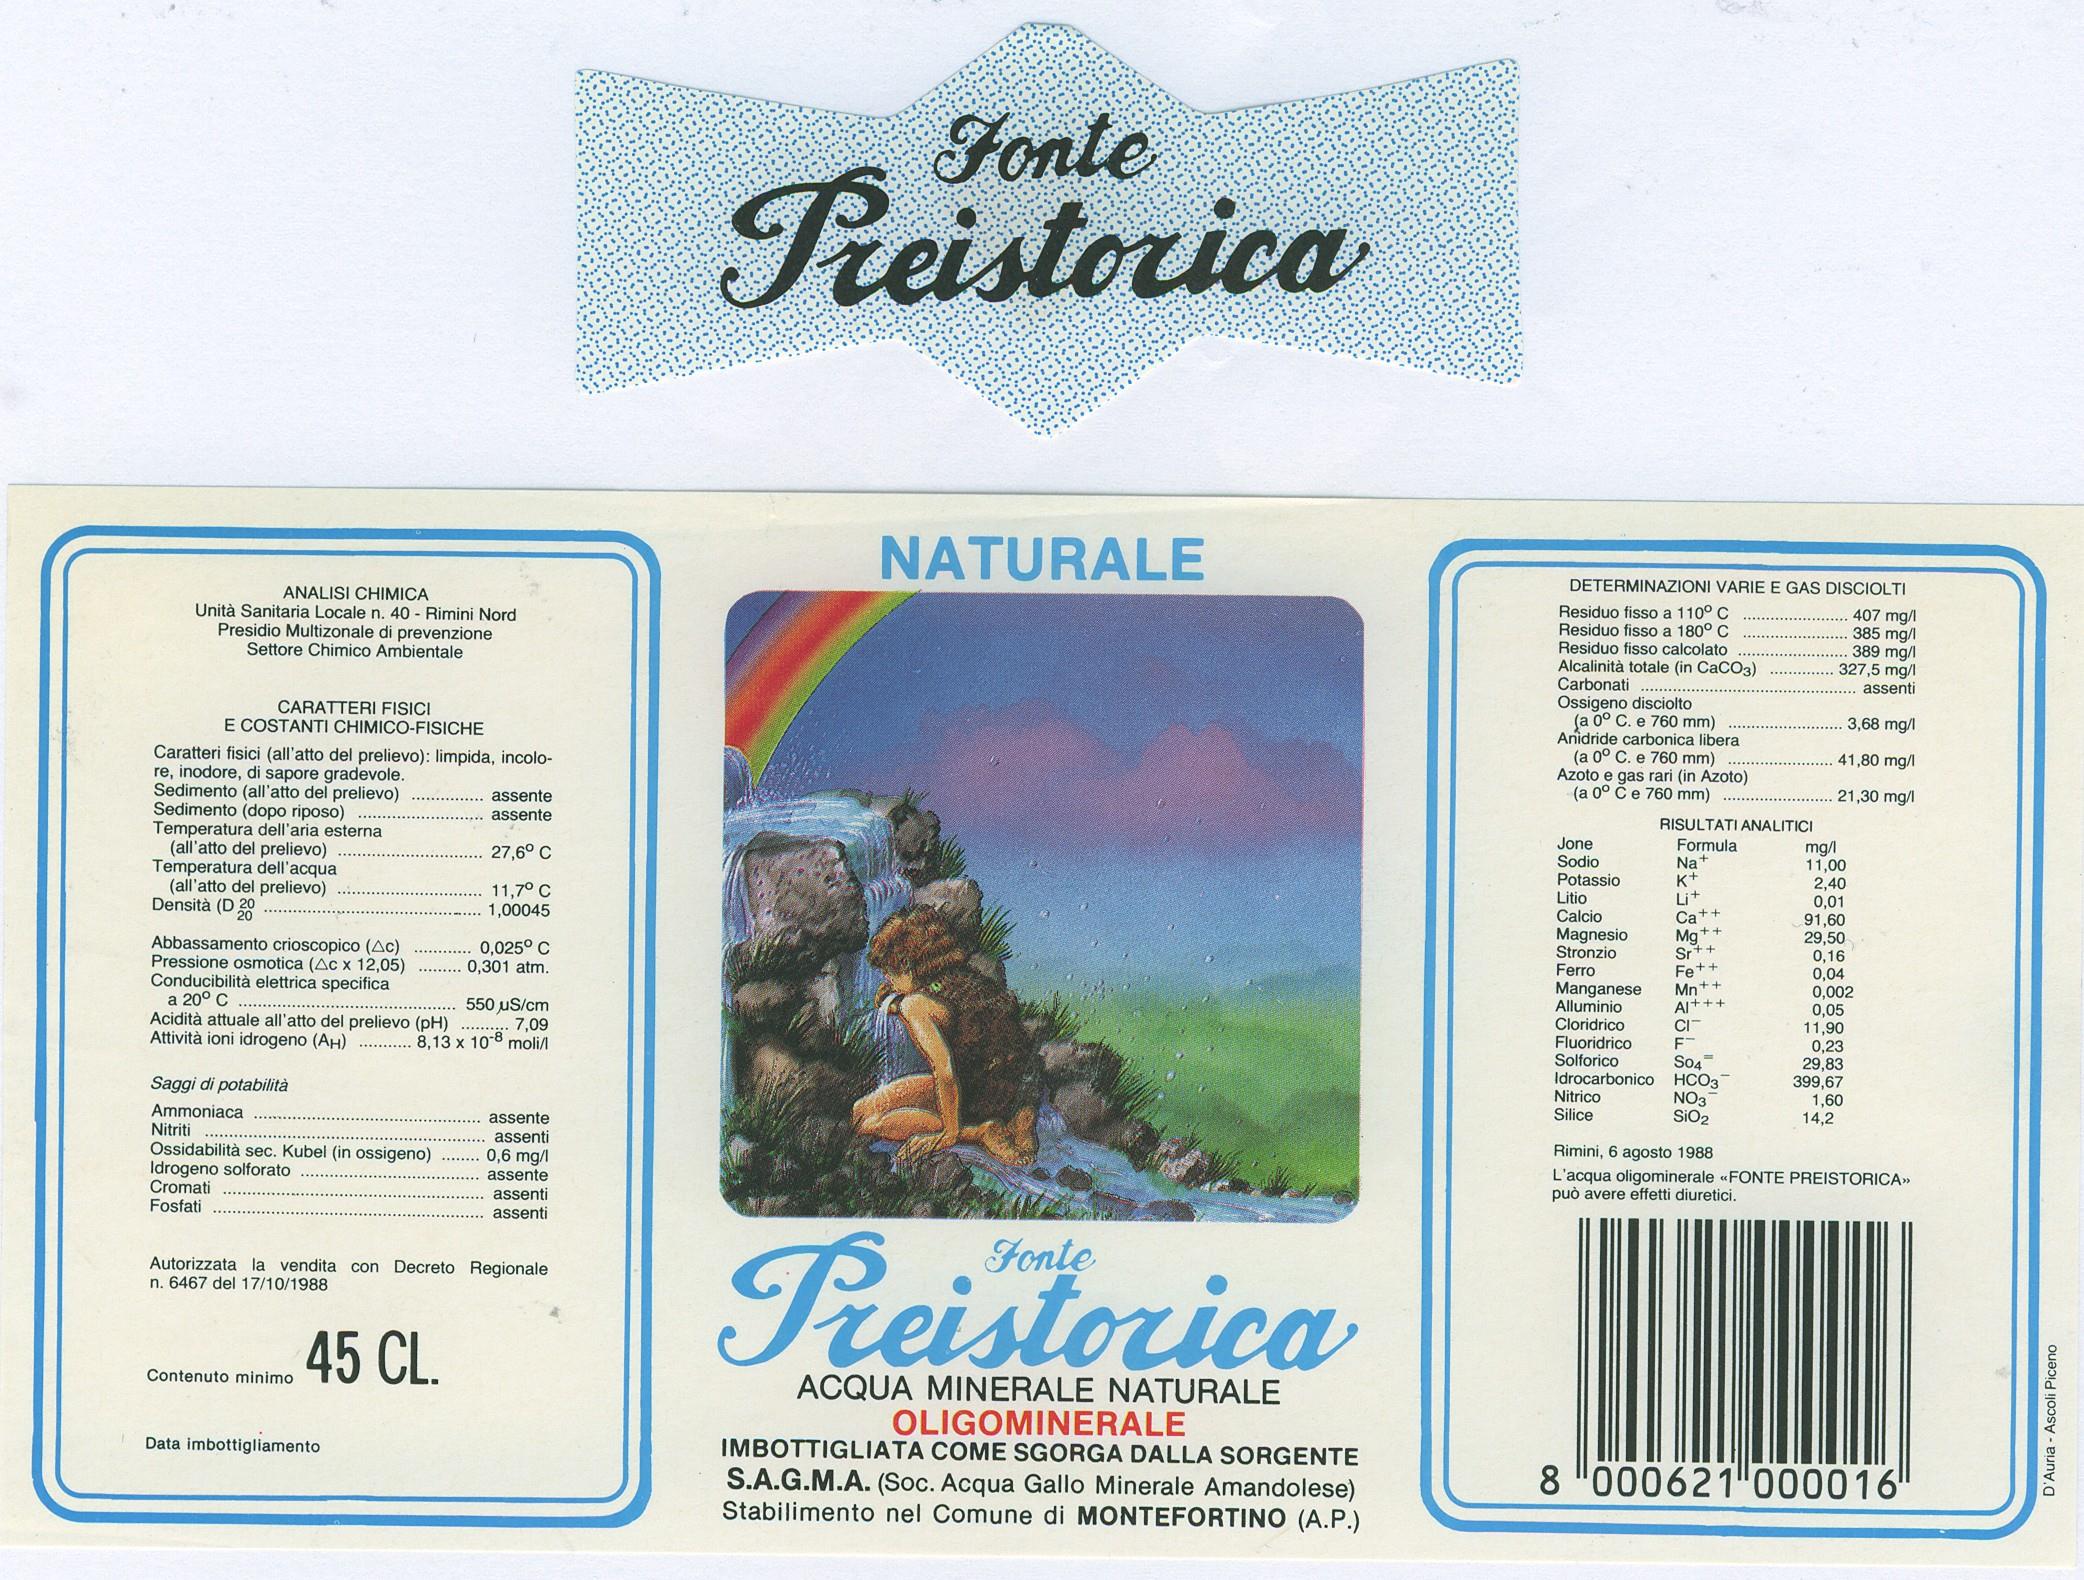 Fonte
Preistorica
ANALISI CHIMICA
Unità Sanitaria Locale n. 40 - Rimini Nord
Presidio Multizonale di prevenzione
Settore Chimico Ambientale
CARATTERI FISICI
E COSTANTI CHIMICO-FISICHE
Caratteri fisici (all'atto del prelievo): limpida, incolo-
re, inodore, di sapore gradevole.
Sedimento (all'atto del prelievo) ............... assente
Sedimento (dopo riposo) ............... assente
Temperatura dell'aria esterna
(all'atto del prelievo) ............... 27,6º C
Temperatura dell'acqua
(all'atto del prelievo) ............... 11,7º C
Densità (D 20/20 ............... 1,00045
Abbassamento crioscopico (△c) ........... 0,025º C
Pressione osmotica (△c x 12,05) ......... 0,301 atm.
Conducibilità elettrica specifica
a 20º C ............... 550 µS/cm
Acidità attuale all'atto del prelievo (pH) .......... 7,09
Attività ioni idrogeno (AH) ........... 8,13 x 10⁻⁸ moli/l
Saggi di potabilità
Ammoniaca ............... assente
Nitriti ............... assenti
Ossidabilità sec. Kubel (in ossigeno) ........ 0,6 mg/l
Idrogeno solforato ............... assente
Cromati ............... assenti
Fosfati ............... assenti
Autorizzata la vendita con Decreto Regionale
n. 6467 del 17/10/1988
Contenuto minimo 45 CL.
Data imbottigliamento
NATURALE
Fonte
Preistorica
ACQUA MINERALE NATURALE
OLIGOMINERALE
IMBOTTIGLIATA COME SGORGA DALLA SORGENTE
S.A.G.M.A. (Soc. Acqua Gallo Minerale Amandolese)
Stabilimento nel Comune di MONTEFORTINO (A.P.)
DETERMINAZIONI VARIE E GAS DISCIOLTI
Residuo fisso a 110º C ............... 407 mg/l
Residuo fisso a 180º C ............... 385 mg/l
Residuo fisso calcolato ............... 389 mg/l
Alcalinità totale (in CaCO₃) ............. 327,5 mg/l
Carbonati ............... assenti
Ossigeno disciolto
(a 0º C. e 760 mm) ............... 3,68 mg/l
Anidride carbonica libera
(a 0º C. e 760 mm) ............... 41,80 mg/l
Azoto e gas rari (in Azoto)
(a 0º C e 760 mm) ............... 21,30 mg/l
RISULTATI ANALITICI
Jone Formula mg/l
Sodio Na⁺ 11,00
Potassio K⁺ 2,40
Litio Li⁺ 0,01
Calcio Ca⁺⁺ 91,60
Magnesio Mg⁺⁺ 29,50
Stronzio Sr⁺⁺ 0,16
Ferro Fe⁺⁺ 0,04
Manganese Mn⁺⁺ 0,002
Alluminio Al⁺⁺⁺ 0,05
Cloridrico Cl⁻ 11,90
Fluoridrico F⁻ 0,23
Solforico So₄⁼ 29,83
Idrocarbonico HCO₃⁻ 399,67
Nitrico NO₃⁻ 1,60
Silice SiO₂ 14,2
Rimini, 6 agosto 1988
L'acqua oligominerale «FONTE PREISTORICA»
può avere effetti diuretici.
8 000621 000016
D'Auria - Ascoli Piceno